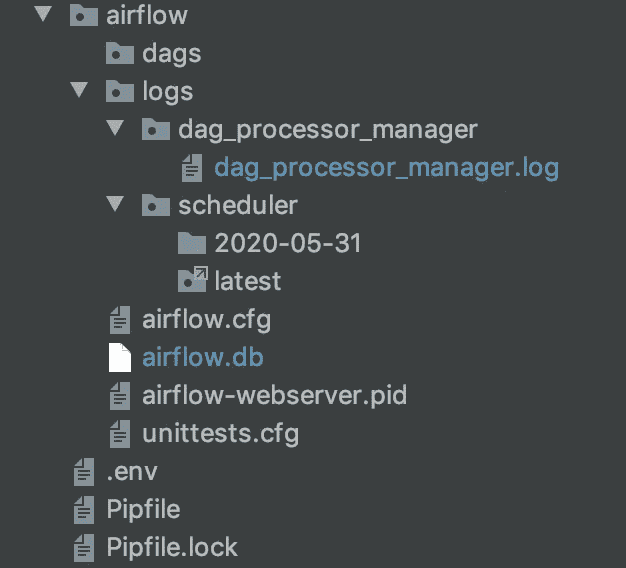 airflow
dags
logs
dag_processor_manager
dag_processor_manager.log
scheduler
2020-05-31
latest
airflow.cfg
airflow.db
airflow-webserver.pid
unittests.cfg
.env
Pipfile
Pipfile.lock